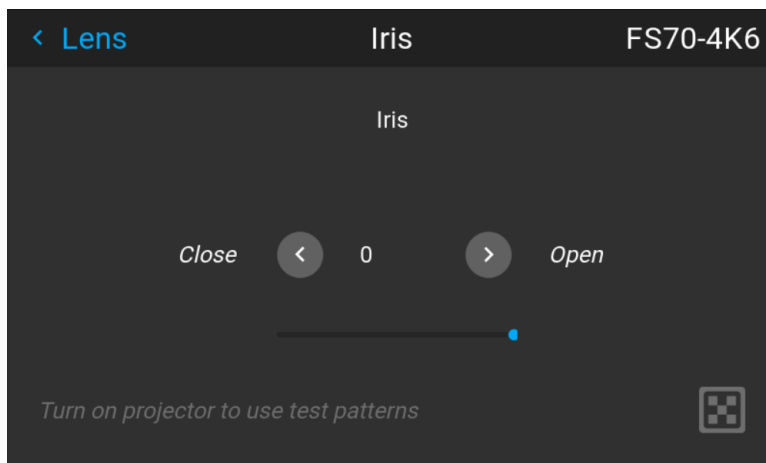 Lens Iris FS70-4K6
Iris
Close 0 Open
Turn on projector to use test patterns